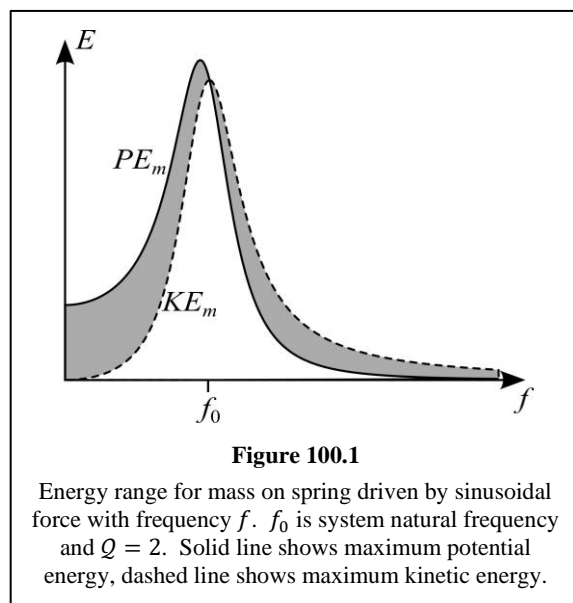 E
PE_m
KE_m
f_0
f
Figure 100.1
Energy range for mass on spring driven by sinusoidal
force with frequency f. f_0 is system natural frequency
and Q = 2. Solid line shows maximum potential
energy, dashed line shows maximum kinetic energy.